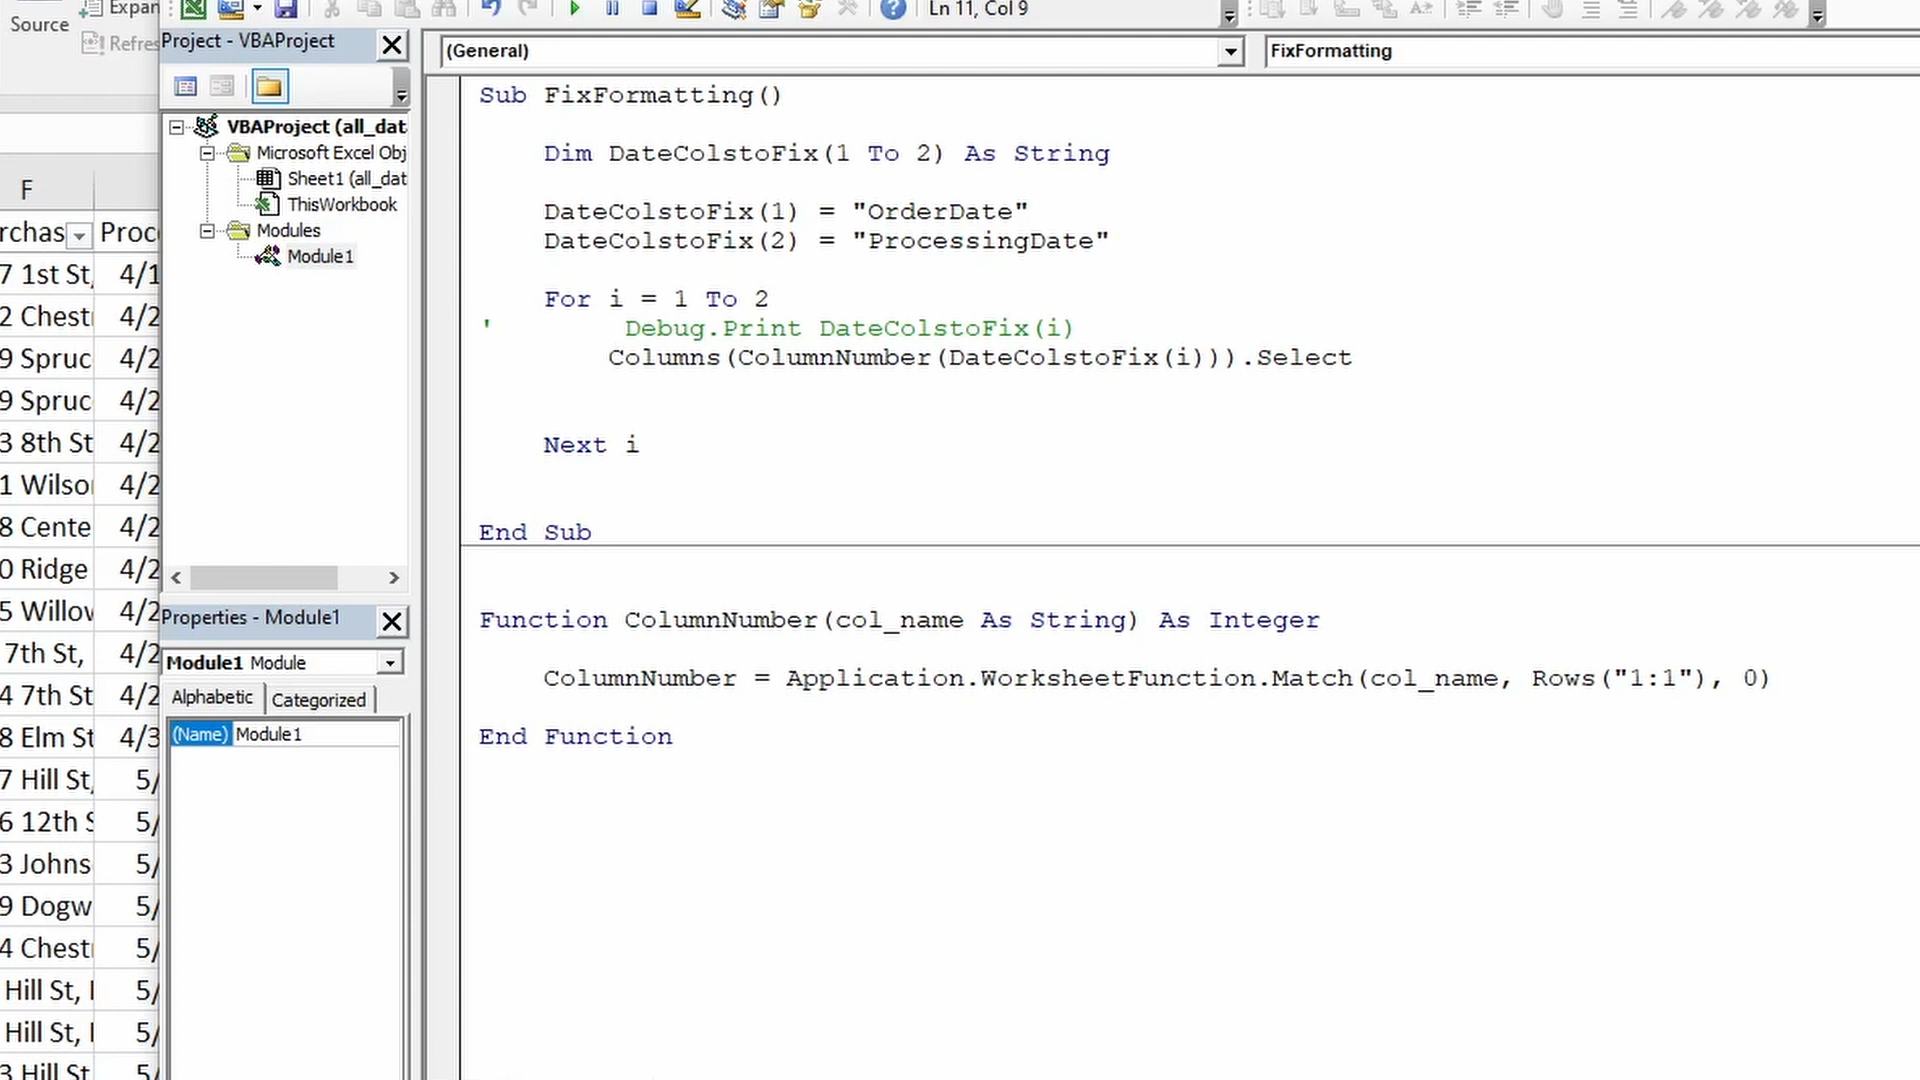 Source
Expan
Refres
F
rchas
Proc
7 1st St, 4/1
2 Chest 4/2
9 Spruc 4/2
9 Spruc 4/2
3 8th St 4/2
1 Wilso 4/2
8 Cente 4/2
0 Ridge 4/2
5 Willo 4/2
7th St, 4/2
4 7th St 4/2
8 Elm St 4/3
7 Hill St, 5/
6 12th S 5/
3 Johns 5/
9 Dogw 5/
4 Chest 5/
Hill St, 5/
Hill St, 5/
3 Hill St
Ln 11, Col 9
Project - VBAProject
VBAProject (all_dat
Microsoft Excel Obj
Sheet1 (all_dat
ThisWorkbook
Modules
Module1
Properties - Module1
Module1 Module
Alphabetic Categorized
(Name) Module1
(General) FixFormatting
Sub FixFormatting()
Dim DateColstoFix(1 To 2) As String
DateColstoFix(1) = "OrderDate"
DateColstoFix(2) = "ProcessingDate"
For i = 1 To 2
' Debug.Print DateColstoFix(i)
Columns(ColumnNumber(DateColstoFix(i))).Select
Next i
End Sub
Function ColumnNumber(col_name As String) As Integer
ColumnNumber = Application.WorksheetFunction.Match(col_name, Rows("1:1"), 0)
End Function